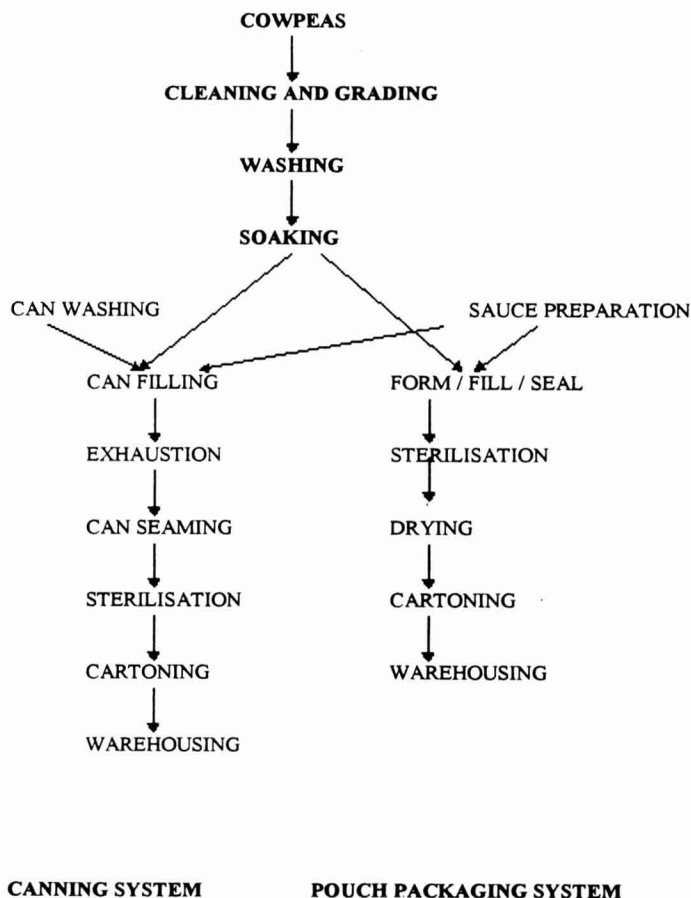 COWPEAS
CLEANING AND GRADING
WASHING
SOAKING
CAN WASHING
SAUCE PREPARATION
CAN FILLING
FORM / FILL / SEAL
EXHAUSTION
STERILISATION
CAN SEAMING
DRYING
STERILISATION
CARTONING
CARTONING
WAREHOUSING
WAREHOUSING
CANNING SYSTEM
POUCH PACKAGING SYSTEM